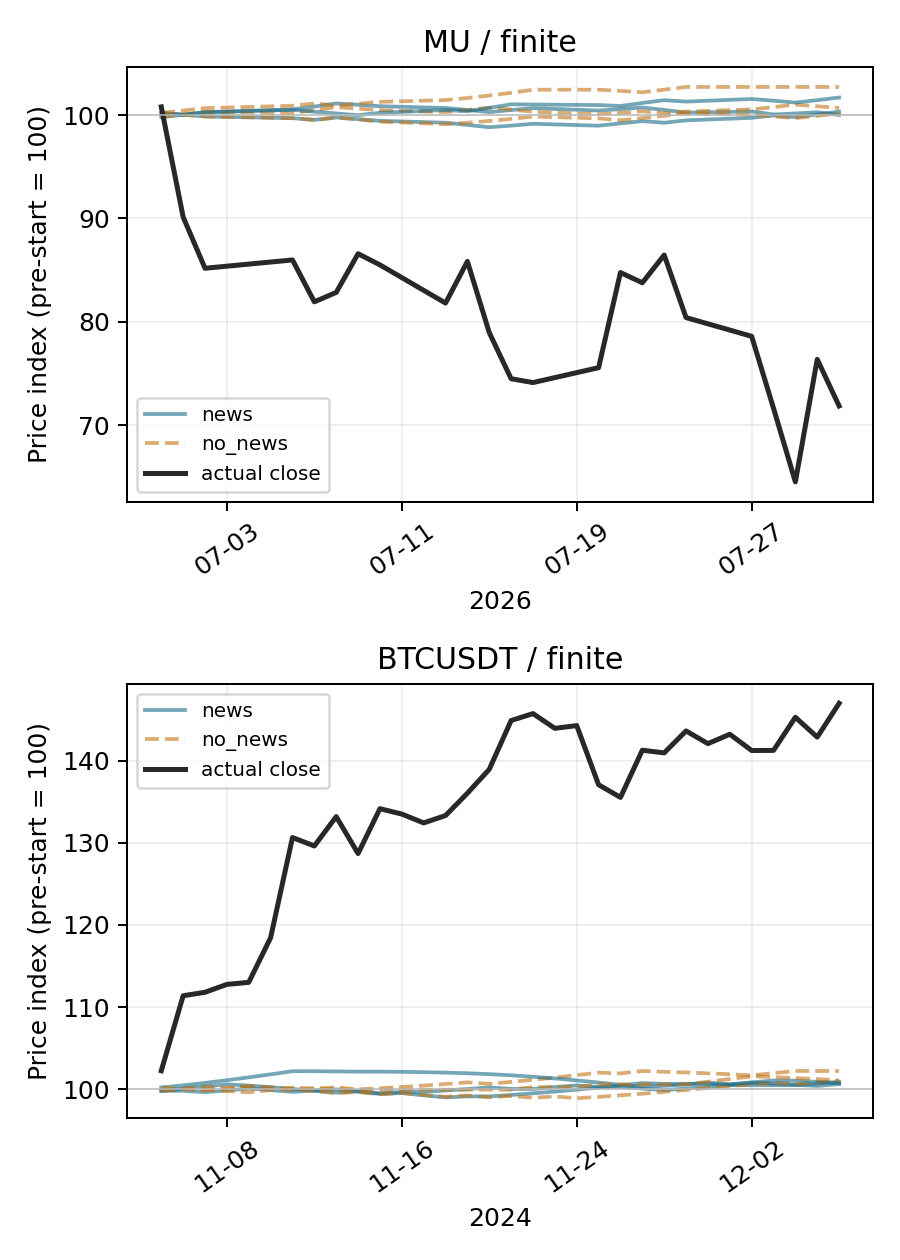 MU / finite
Price index (pre-start = 100)
100
90
80
70
news
no_news
actual close
07-03
07-11
07-19
07-27
2026
BTCUSDT / finite
Price index (pre-start = 100)
140
130
120
110
100
news
no_news
actual close
11-08
11-16
11-24
12-02
2024